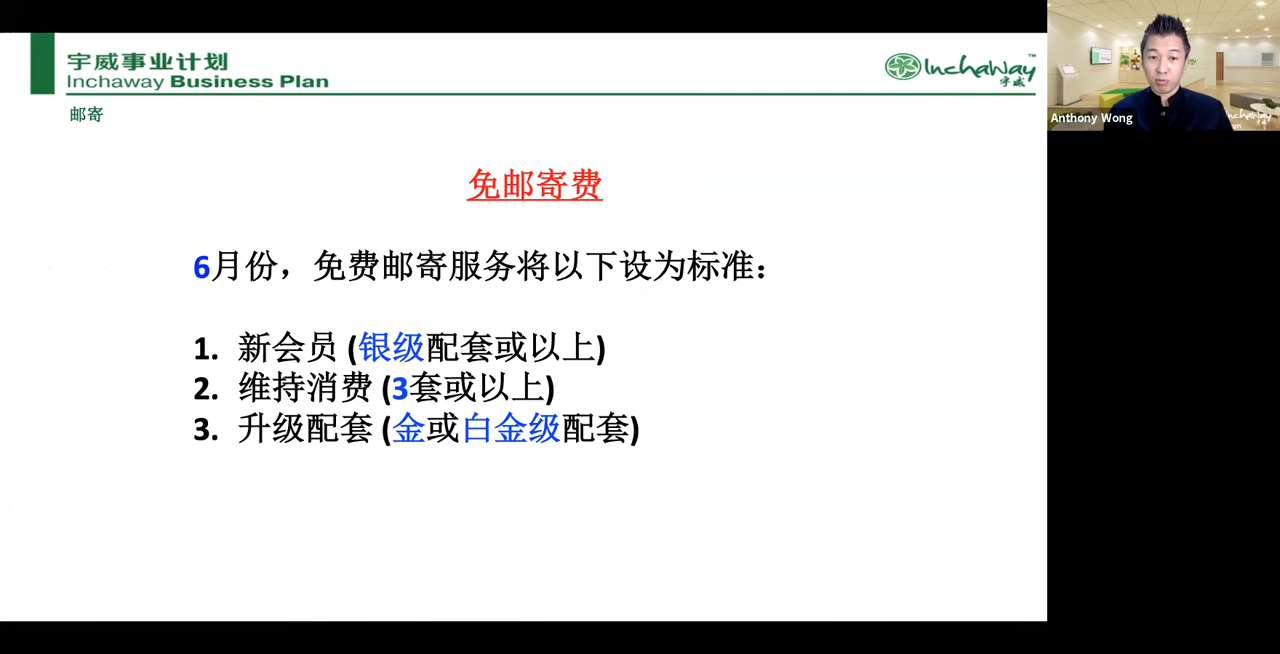 宇威事业计划
Inchaway Business Plan
Inchaway™
宇威
邮寄
免邮寄费
6月份，免费邮寄服务将以下设为标准：
1. 新会员 (银级配套或以上)
2. 维持消费 (3套或以上)
3. 升级配套 (金或白金级配套)
Anthony Wong